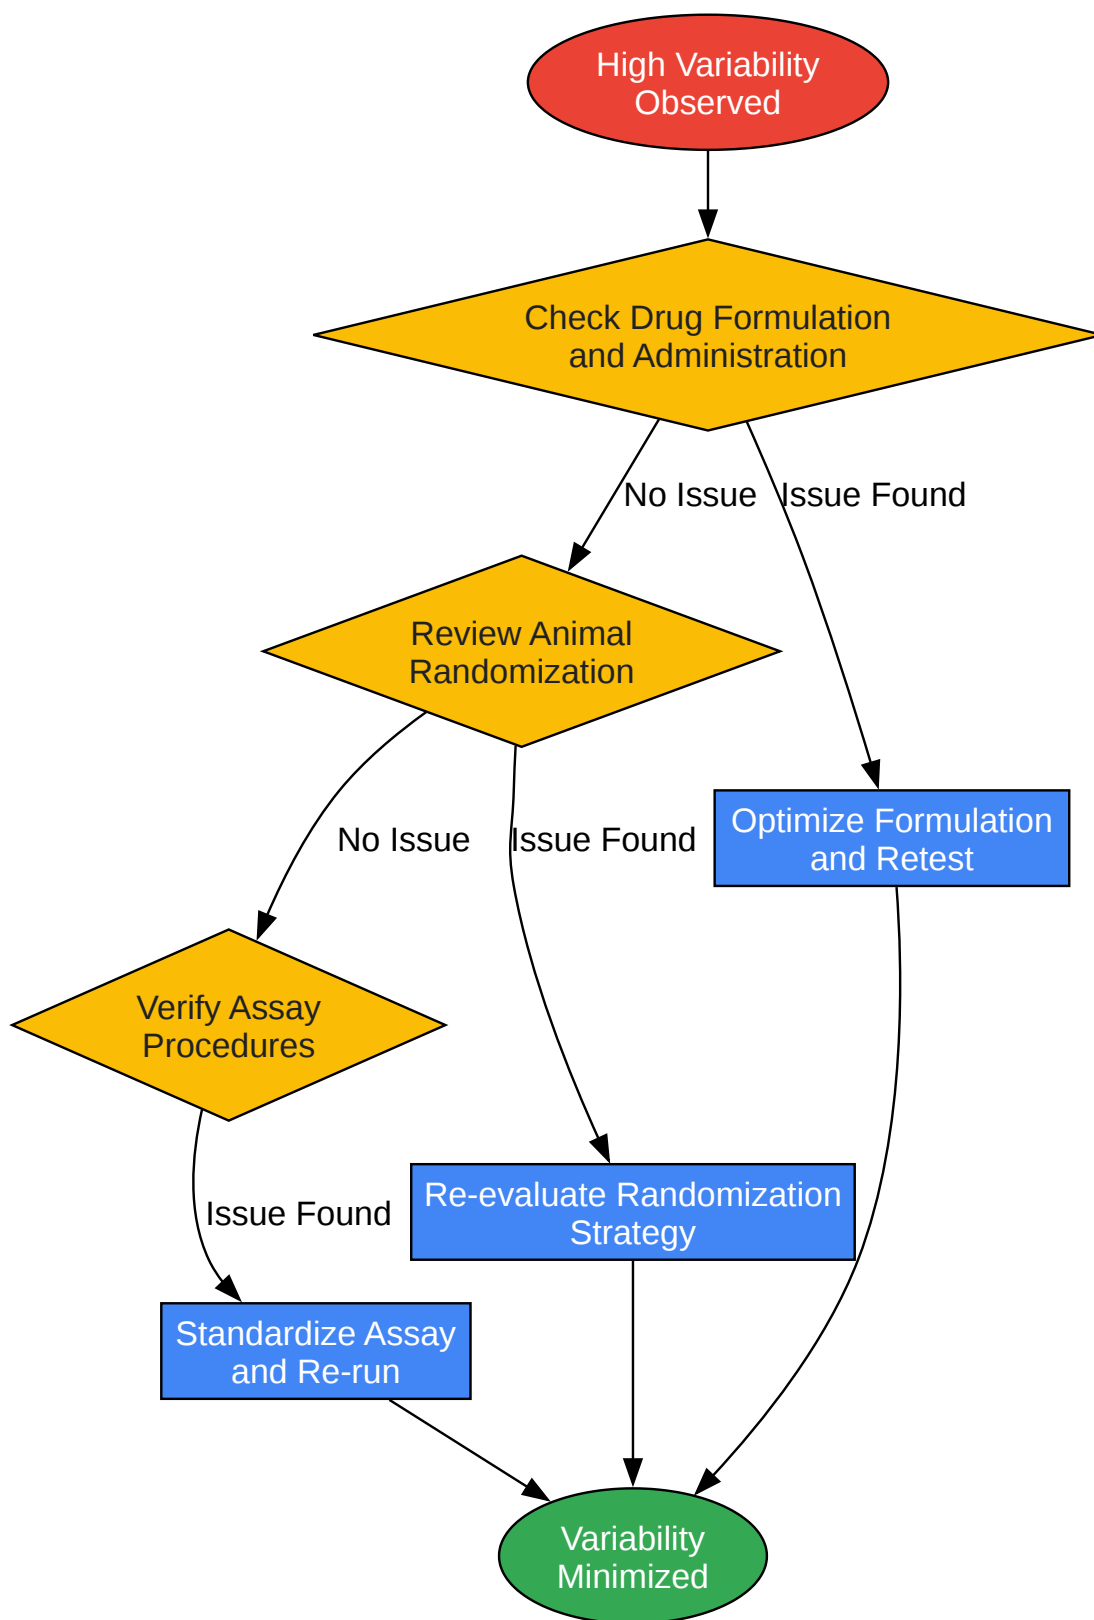 High Variability
Observed
Check Drug Formulation
and Administration
No Issue
Issue Found
Review Animal
Randomization
Optimize Formulation
and Retest
No Issue
Issue Found
Verify Assay
Procedures
Re-evaluate Randomization
Strategy
Issue Found
Standardize Assay
and Re-run
Variability
Minimized